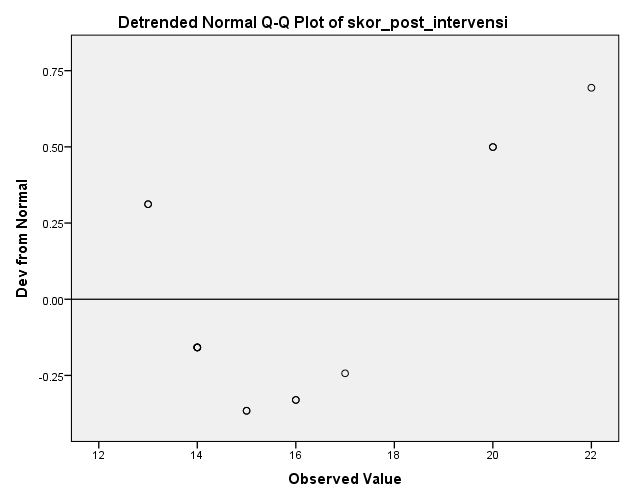 Detrended Normal Q-Q Plot of skor_post_intervensi
Dev from Normal
0.75
0.50
0.25
0.00
-0.25
12 14 16 18 20 22
Observed Value